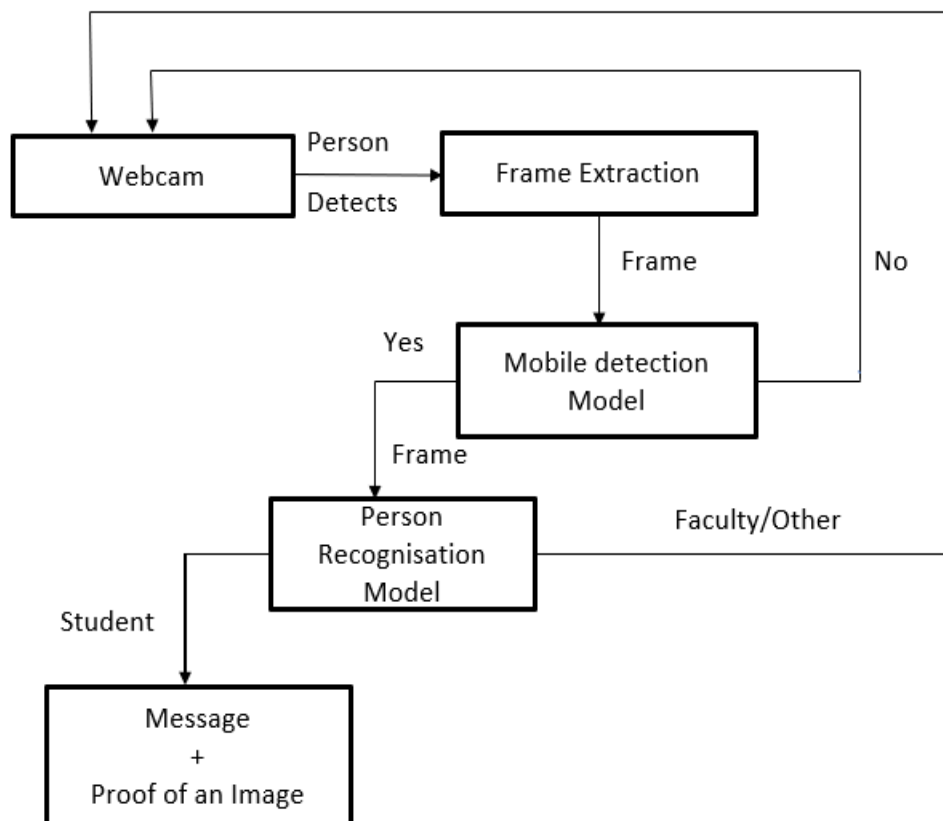 Webcam
Person
Detects
Frame Extraction
Frame
No
Mobile detection
Model
Yes
Frame
Person
Recognisation
Model
Faculty/Other
Student
Message
+
Proof of an Image